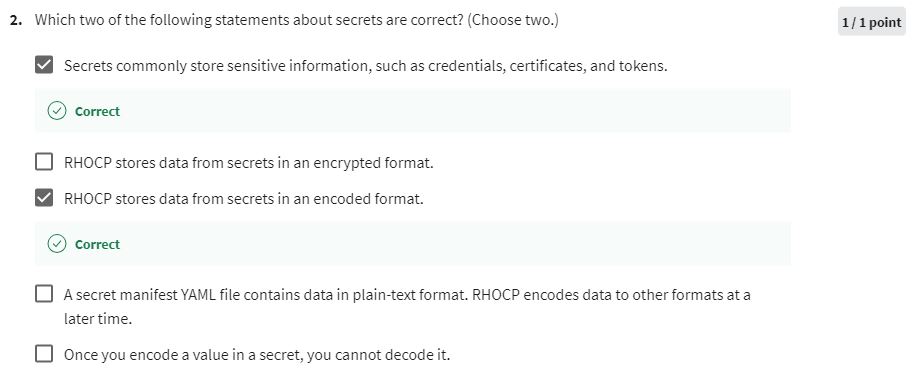 2. Which two of the following statements about secrets are correct? (Choose two.)
1 / 1 point
Secrets commonly store sensitive information, such as credentials, certificates, and tokens.
Correct
RHOCP stores data from secrets in an encrypted format.
RHOCP stores data from secrets in an encoded format.
Correct
A secret manifest YAML file contains data in plain-text format. RHOCP encodes data to other formats at a
later time.
Once you encode a value in a secret, you cannot decode it.